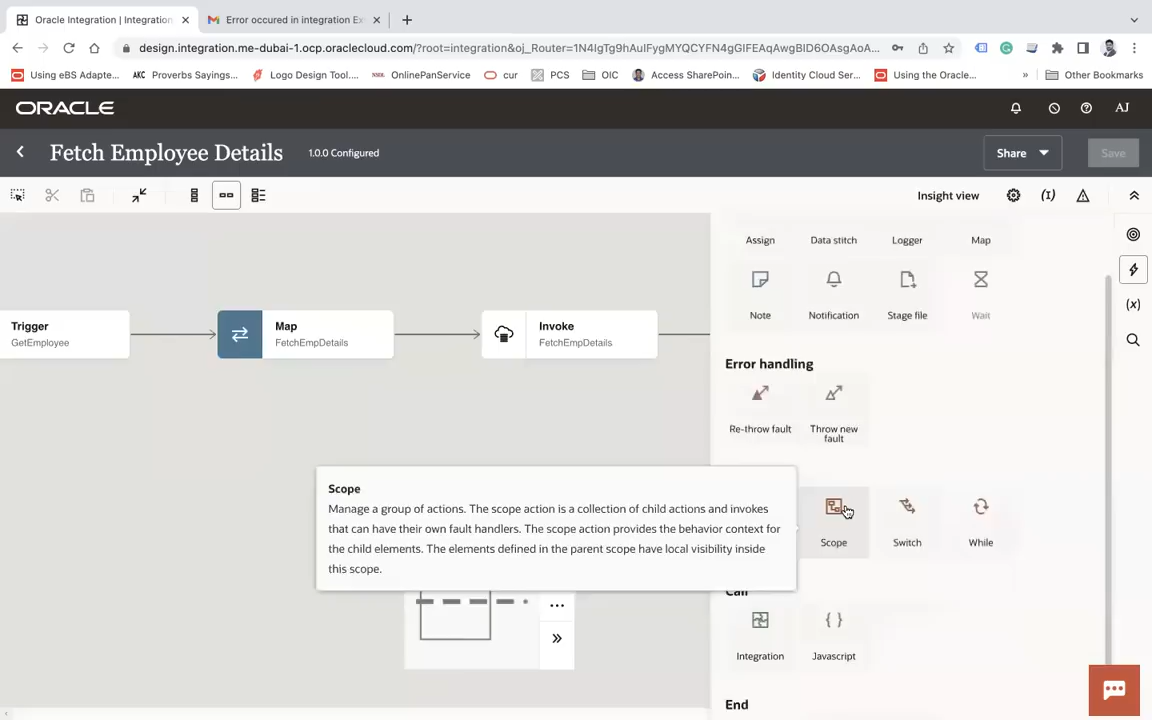 Oracle Integration | Integration
Error occured in integration Ex
design.integration.me-dubai-1.ocp.oraclecloud.com/?root=integration&oj_Router=1N4IgTg9hAuIFygMYQCYFN4gGIFEAqAwgBID6OAsgAoA...
Using eBS Adapte...
Proverbs Sayings...
Logo Design Tool....
OnlinePanService
cur
PCS
OIC
Access SharePoin...
Identity Cloud Ser...
Using the Oracle...
»
Other Bookmarks
ORACLE
AJ
Fetch Employee Details
1.0.0 Configured
Share
Save
Insight view
Assign
Data stitch
Logger
Map
Trigger
GetEmployee
Map
FetchEmpDetails
Invoke
FetchEmpDetails
Note
Notification
Stage file
Wait
Error handling
Re-throw fault
Throw new
fault
Scope
Manage a group of actions. The scope action is a collection of child actions and invokes
that can have their own fault handlers. The scope action provides the behavior context for
the child elements. The elements defined in the parent scope have local visibility inside
this scope.
Scope
Switch
While
Call
Integration
Javascript
End